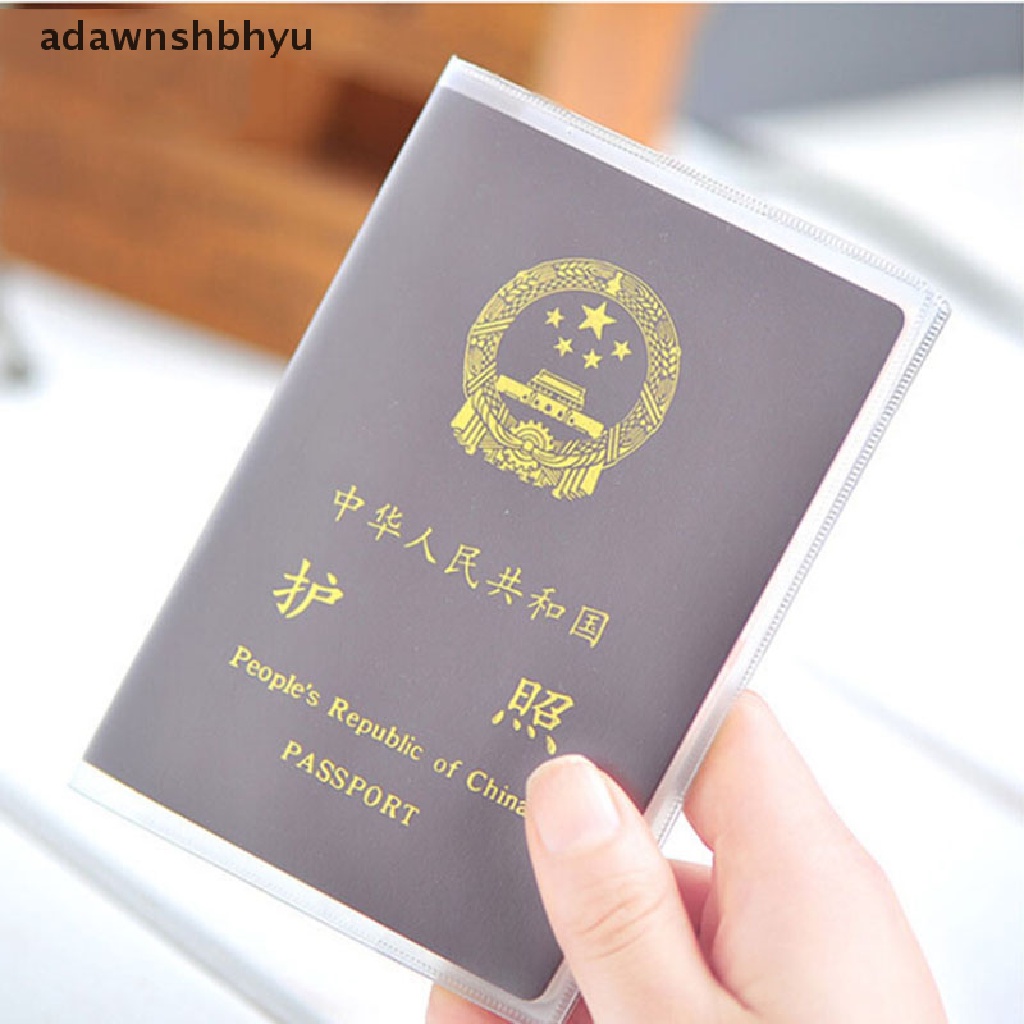 adawnshbhyu
中华人民共和国
护照
People's Republic of China
PASSPORT